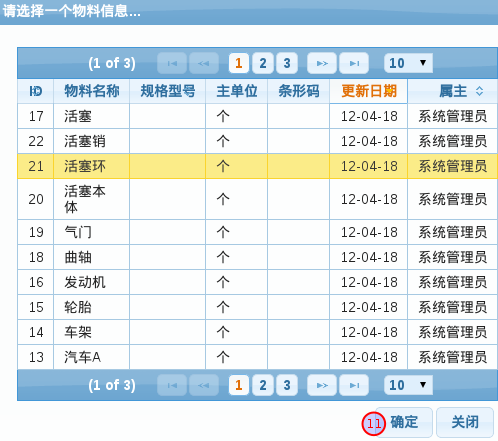 请选择一个物料信息...
(1 of 3) 1 2 3 10
ID 物料名称 规格型号 主单位 条形码 更新日期 属主
17 活塞 个 12-04-18 系统管理员
22 活塞销 个 12-04-18 系统管理员
21 活塞环 个 12-04-18 系统管理员
20 活塞本体 个 12-04-18 系统管理员
19 气门 个 12-04-18 系统管理员
18 曲轴 个 12-04-18 系统管理员
16 发动机 个 12-04-18 系统管理员
15 轮胎 个 12-04-18 系统管理员
14 车架 个 12-04-18 系统管理员
13 汽车A 个 12-04-18 系统管理员
(1 of 3) 1 2 3 10
11 确定 关闭